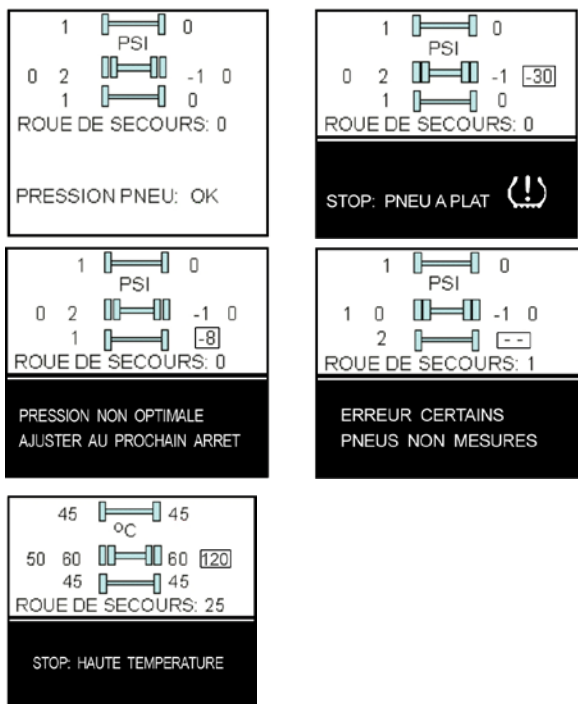 1 0
PSI
0 2 -1 0
1 0
ROUE DE SECOURS: 0
PRESSION PNEU: OK
1 0
PSI
0 2 -1 -30
1 0
ROUE DE SECOURS: 0
STOP: PNEU A PLAT (!)
1 0
PSI
0 2 -1 0
1 -8
ROUE DE SECOURS: 0
PRESSION NON OPTIMALE
AJUSTER AU PROCHAIN ARRET
1 0
PSI
1 0 -1 0
2 --
ROUE DE SECOURS: 1
ERREUR CERTAINS
PNEUS NON MESURES
45 45
ºC
50 60 60 120
45 45
ROUE DE SECOURS: 25
STOP: HAUTE TEMPERATURE